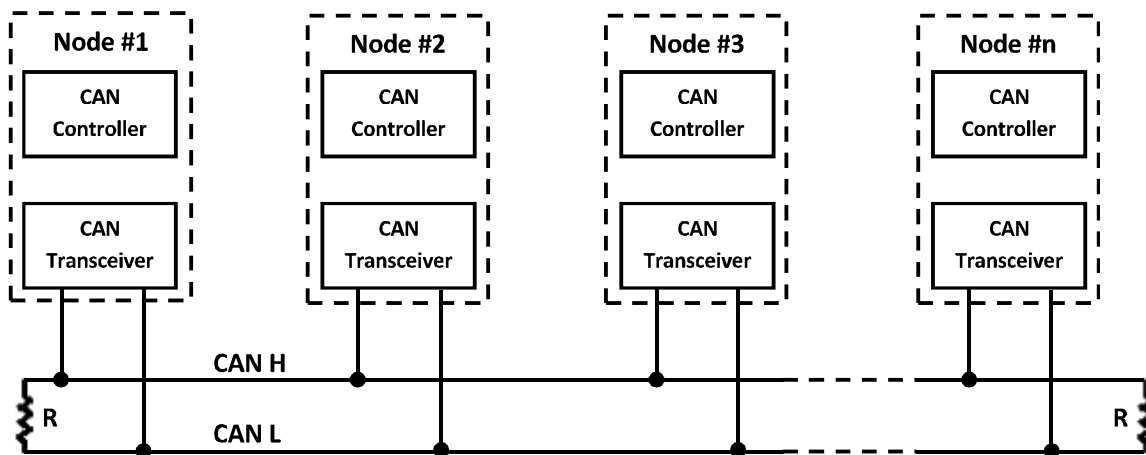 Node #1
CAN
Controller
CAN
Transceiver
Node #2
CAN
Controller
CAN
Transceiver
Node #3
CAN
Controller
CAN
Transceiver
Node #n
CAN
Controller
CAN
Transceiver
CAN H
R
R
CAN L